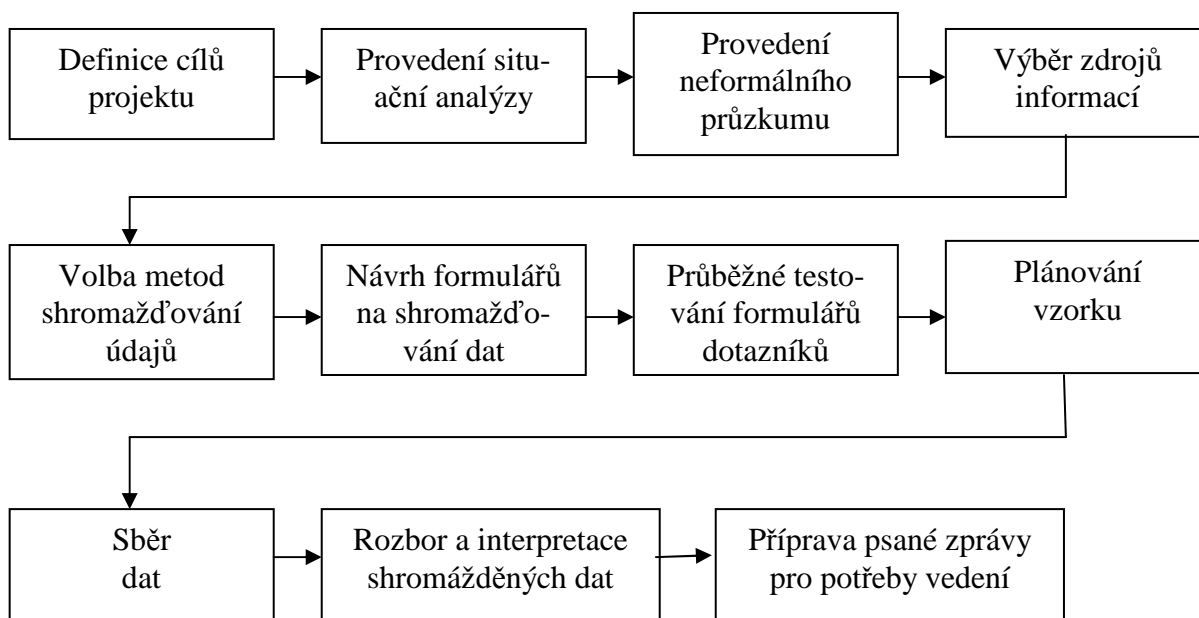 Definice cílů
projektu
Provedení situ-
ační analýzy
Provedení
neformálního
průzkumu
Výběr zdrojů
informací
Volba metod
shromažďování
údajů
Návrh formulářů
na shromažďo-
vání dat
Průběžné testo-
vání formulářů
dotazníků
Plánování
vzorku
Sběr
dat
Rozbor a interpretace
shromážděných dat
Příprava psané zprávy
pro potřeby vedení